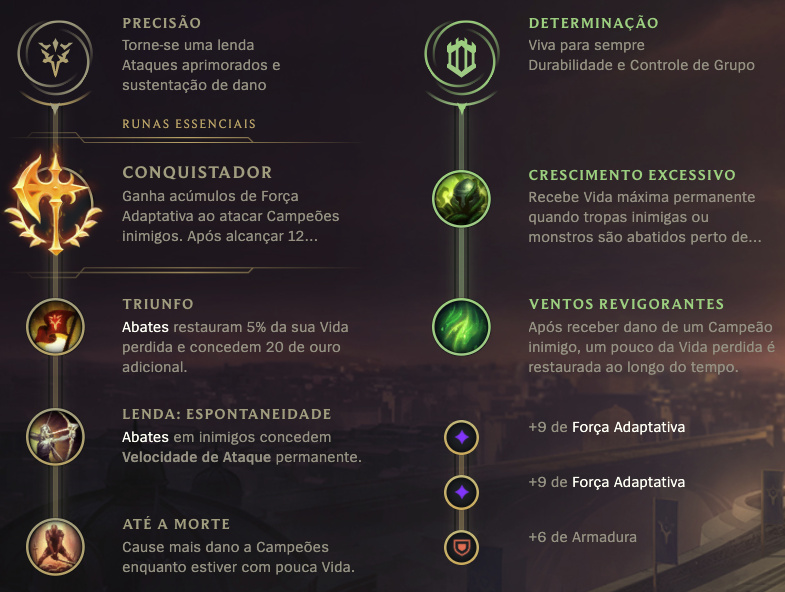 PRECISÃO
Torne-se uma lenda
Ataques aprimorados e
sustentação de dano
RUNAS ESSENCIAIS
CONQUISTADOR
Ganha acúmulos de Força
Adaptativa ao atacar Campeões
inimigos. Após alcançar 12...
TRIUNFO
Abates restauram 5% da sua Vida
perdida e concedem 20 de ouro
adicional.
LENDA: ESPONTANEIDADE
Abates em inimigos concedem
Velocidade de Ataque permanente.
ATÉ A MORTE
Cause mais dano a Campeões
enquanto estiver com pouca Vida.
DETERMINAÇÃO
Viva para sempre
Durabilidade e Controle de Grupo
CRESCIMENTO EXCESSIVO
Recebe Vida máxima permanente
quando tropas inimigas ou
monstros são abatidos perto de...
VENTOS REVIGORANTES
Após receber dano de um Campeão
inimigo, um pouco da Vida perdida é
restaurada ao longo do tempo.
+9 de Força Adaptativa
+9 de Força Adaptativa
+6 de Armadura